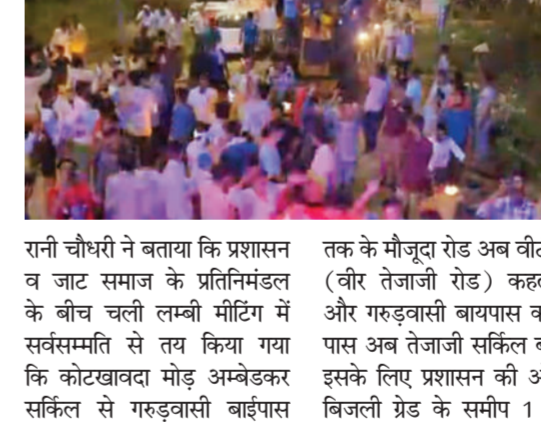 रानी चौधरी ने बताया कि प्रशासन
व जाट समाज के प्रतिनिमंडल
के बीच चली लम्बी मीटिंग में
सर्वसम्मति से तय किया गया
कि कोटखावदा मोड़ अम्बेडकर
सर्किल से गरुड़वासी बाईपास
तक के मौजूदा रोड अब
(वीर तेजाजी रोड)
और गरुड़वासी बायपास
पास अब तेजाजी सर्किल
इसके लिए प्रशासन की
बिजली ग्रेड के समीप 1